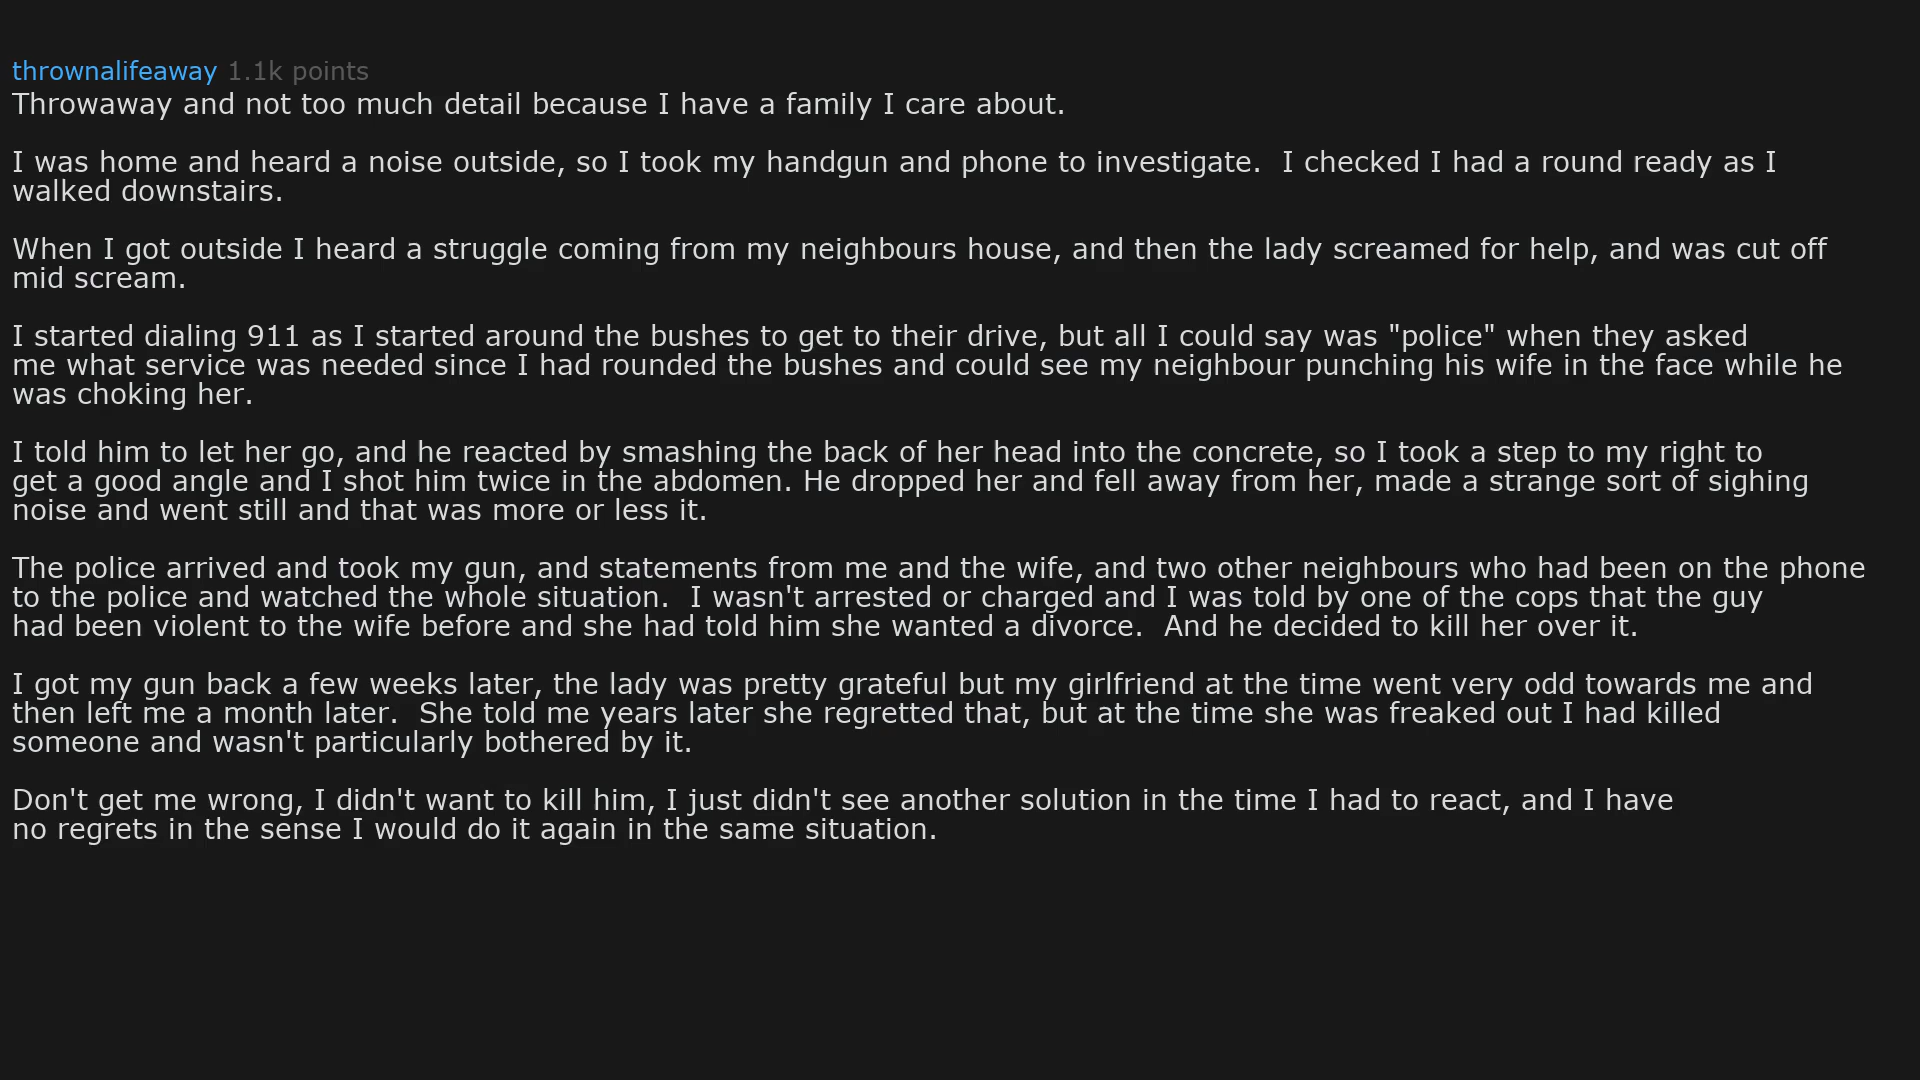 thrownalifeaway 1.1k points
Throwaway and not too much detail because I have a family I care about.
I was home and heard a noise outside, so I took my handgun and phone to investigate.  I checked I had a round ready as I
walked downstairs.
When I got outside I heard a struggle coming from my neighbours house, and then the lady screamed for help, and was cut off
mid scream.
I started dialing 911 as I started around the bushes to get to their drive, but all I could say was "police" when they asked
me what service was needed since I had rounded the bushes and could see my neighbour punching his wife in the face while he
was choking her.
I told him to let her go, and he reacted by smashing the back of her head into the concrete, so I took a step to my right to
get a good angle and I shot him twice in the abdomen. He dropped her and fell away from her, made a strange sort of sighing
noise and went still and that was more or less it.
The police arrived and took my gun, and statements from me and the wife, and two other neighbours who had been on the phone
to the police and watched the whole situation.  I wasn't arrested or charged and I was told by one of the cops that the guy
had been violent to the wife before and she had told him she wanted a divorce.  And he decided to kill her over it.
I got my gun back a few weeks later, the lady was pretty grateful but my girlfriend at the time went very odd towards me and
then left me a month later.  She told me years later she regretted that, but at the time she was freaked out I had killed
someone and wasn't particularly bothered by it.
Don't get me wrong, I didn't want to kill him, I just didn't see another solution in the time I had to react, and I have
no regrets in the sense I would do it again in the same situation.